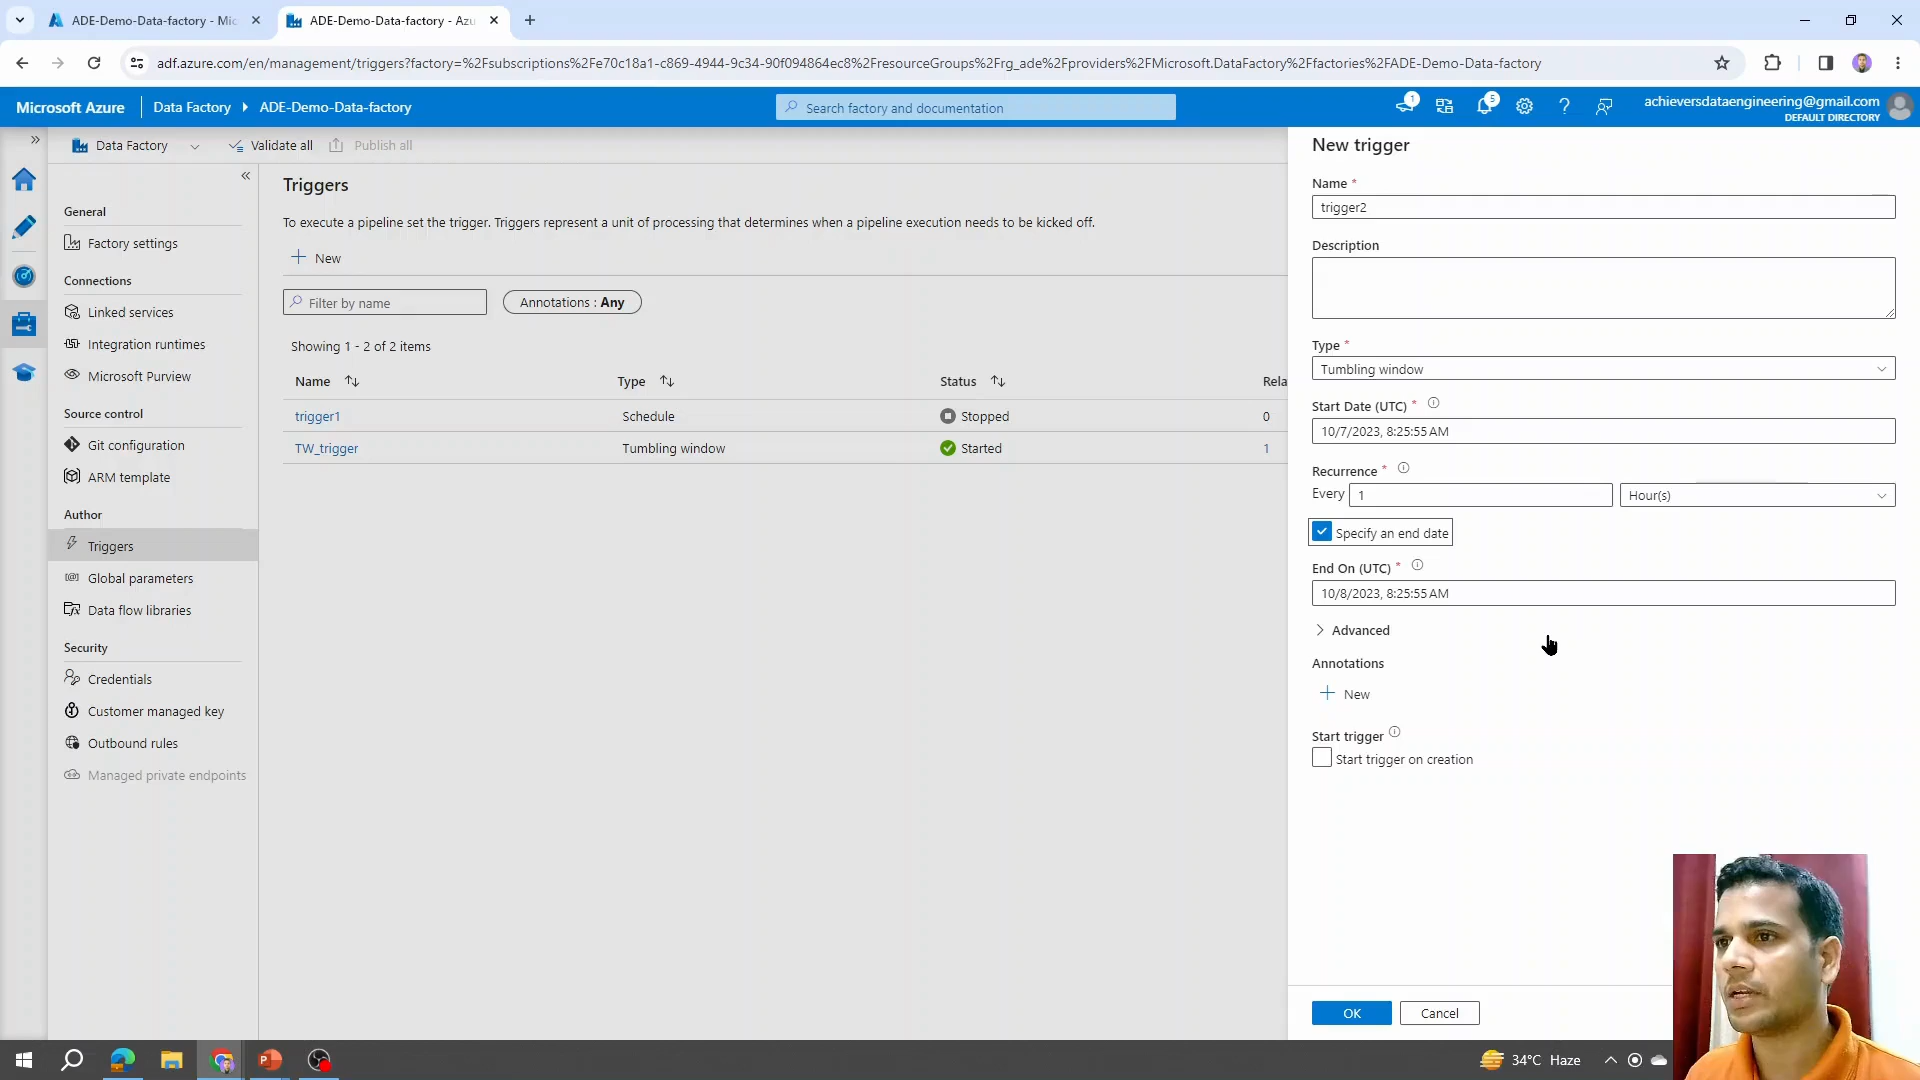 ADE-Demo-Data-factory - Mic
ADE-Demo-Data-factory - Azu
adf.azure.com/en/management/triggers?factory=%2Fsubscriptions%2Fe70c18a1-c869-4944-9c34-90f094864ec8%2FresourceGroups%2Frg_ade%2Fproviders%2FMicrosoft.DataFactory%2Ffactories%2FADE-Demo-Data-factory
Microsoft Azure
Data Factory
ADE-Demo-Data-factory
Search factory and documentation
1
5
achieversdataengineering@gmail.com
DEFAULT DIRECTORY
Data Factory
Validate all
Publish all
General
Factory settings
Connections
Linked services
Integration runtimes
Microsoft Purview
Source control
Git configuration
ARM template
Author
Triggers
Global parameters
Data flow libraries
Security
Credentials
Customer managed key
Outbound rules
Managed private endpoints
Triggers
To execute a pipeline set the trigger. Triggers represent a unit of processing that determines when a pipeline execution needs to be kicked off.
New
Filter by name
Annotations : Any
Showing 1 - 2 of 2 items
Name Type Status Rela
trigger1 Schedule Stopped 0
TW_trigger Tumbling window Started 1
New trigger
Name *
trigger2
Description
Type *
Tumbling window
Start Date (UTC) *
10/7/2023, 8:25:55 AM
Recurrence *
Every 1 Hour(s)
Specify an end date
End On (UTC) *
10/8/2023, 8:25:55 AM
Advanced
Annotations
New
Start trigger
Start trigger on creation
OK
Cancel
34°C Haze